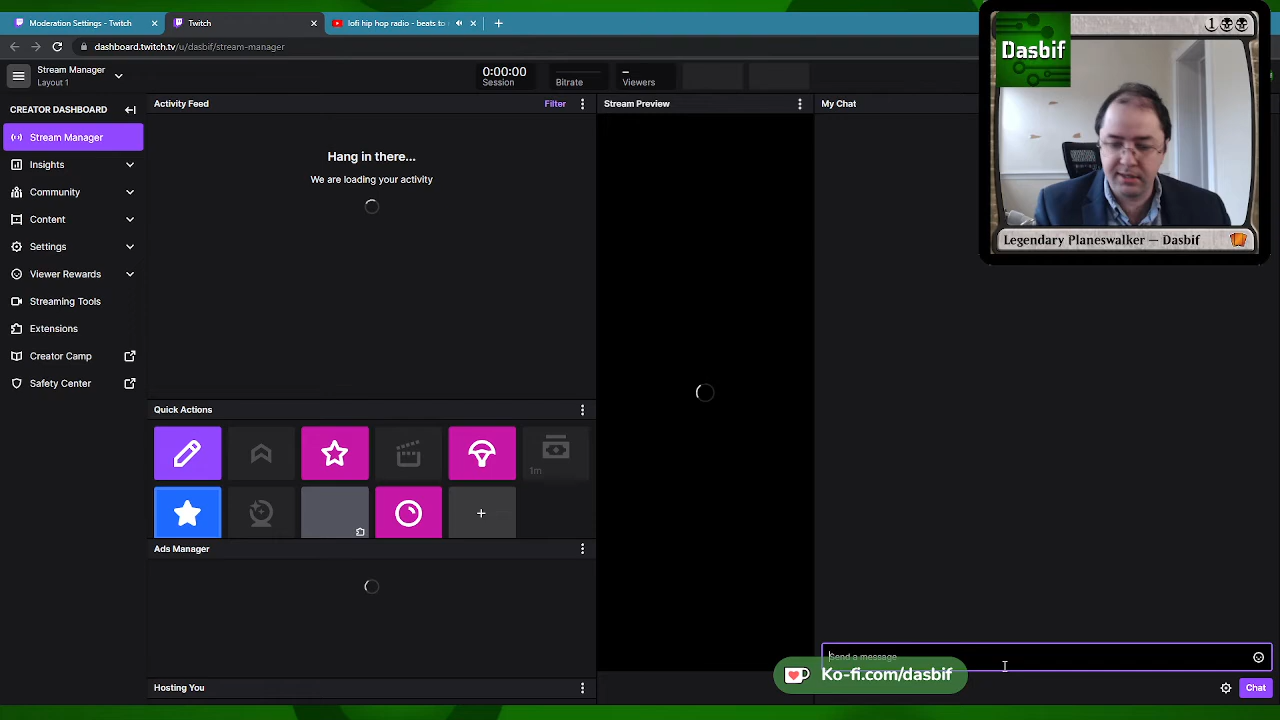 Moderation Settings - Twitch
Twitch
lofi hip hop radio - beats to
dashboard.twitch.tv/u/dasbif/stream-manager
Stream Manager
Layout 1
0:00:00
Session
Bitrate
–
Viewers
CREATOR DASHBOARD
Stream Manager
Insights
Community
Content
Settings
Viewer Rewards
Streaming Tools
Extensions
Creator Camp
Safety Center
Activity Feed
Filter
Hang in there...
We are loading your activity
Quick Actions
1m
Ads Manager
Hosting You
Stream Preview
My Chat
Send a message
Chat
Ko-fi.com/dasbif
1
Dasbif
Legendary Planeswalker — Dasbif